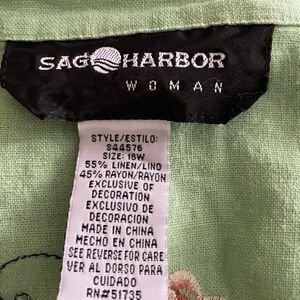 SAG HARBOR
WOMAN
STYLE/ESTILO:
S44576
SIZE: 18W
55% LINEN/LINO
45% RAYON/RAYON
EXCLUSIVE OF
DECORATION
EXCLUSIVO DE
DECORACION
MADE IN CHINA
HECHO EN CHINA
SEE REVERSE FOR CARE
VER AL DORSO PARA
CUIDADO
RN#51735